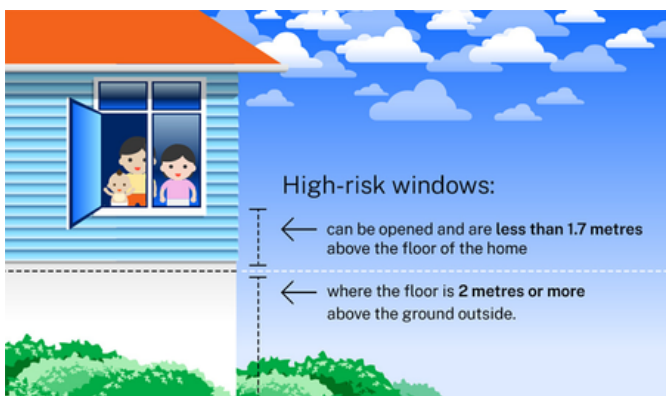 High-risk windows:
can be opened and are less than 1.7 metres
above the floor of the home
where the floor is 2 metres or more
above the ground outside.